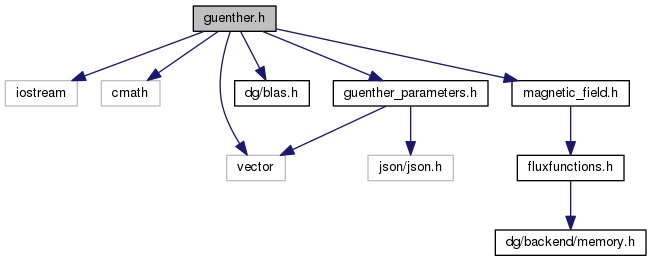 guenther.h
iostream
cmath
dg/blas.h
guenther_parameters.h
magnetic_field.h
vector
json/json.h
fluxfunctions.h
dg/backend/memory.h